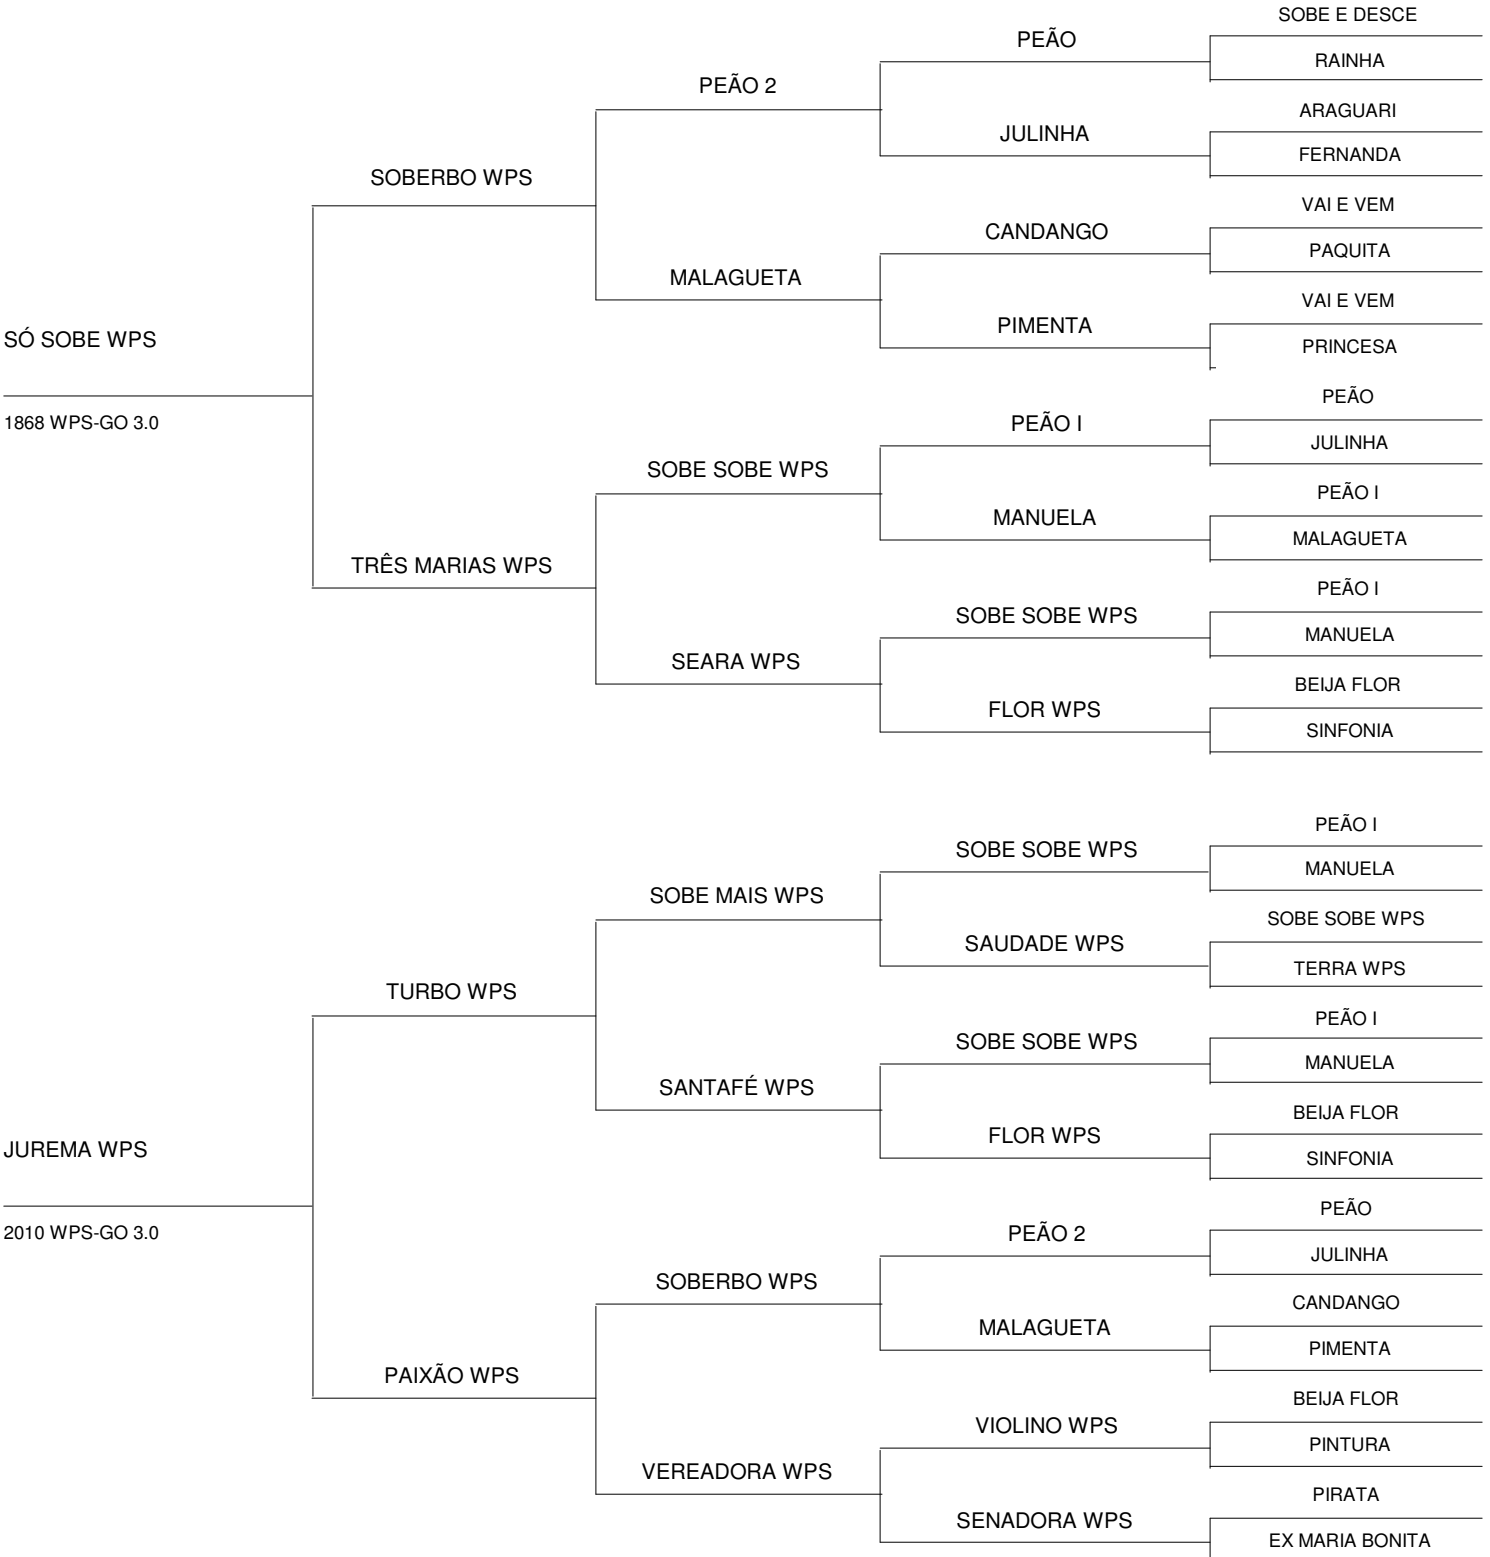 SOBE E DESCE
PEÃO
RAINHA
PEÃO 2
ARAGUARI
JULINHA
FERNANDA
SOBERBO WPS
VAI E VEM
CANDANGO
PAQUITA
MALAGUETA
VAI E VEM
PIMENTA
SÓ SOBE WPS
PRINCESA
PEÃO
1868 WPS-GO 3.0
PEÃO I
JULINHA
SOBE SOBE WPS
PEÃO I
MANUELA
MALAGUETA
TRÊS MARIAS WPS
PEÃO I
SOBE SOBE WPS
MANUELA
SEARA WPS
BEIJA FLOR
FLOR WPS
SINFONIA
PEÃO I
SOBE SOBE WPS
MANUELA
SOBE MAIS WPS
SOBE SOBE WPS
SAUDADE WPS
TERRA WPS
TURBO WPS
PEÃO I
SOBE SOBE WPS
MANUELA
SANTAFÉ WPS
BEIJA FLOR
FLOR WPS
JUREMA WPS
SINFONIA
PEÃO
2010 WPS-GO 3.0
PEÃO 2
JULINHA
SOBERBO WPS
CANDANGO
MALAGUETA
PIMENTA
PAIXÃO WPS
BEIJA FLOR
VIOLINO WPS
PINTURA
VEREADORA WPS
PIRATA
SENADORA WPS
EX MARIA BONITA